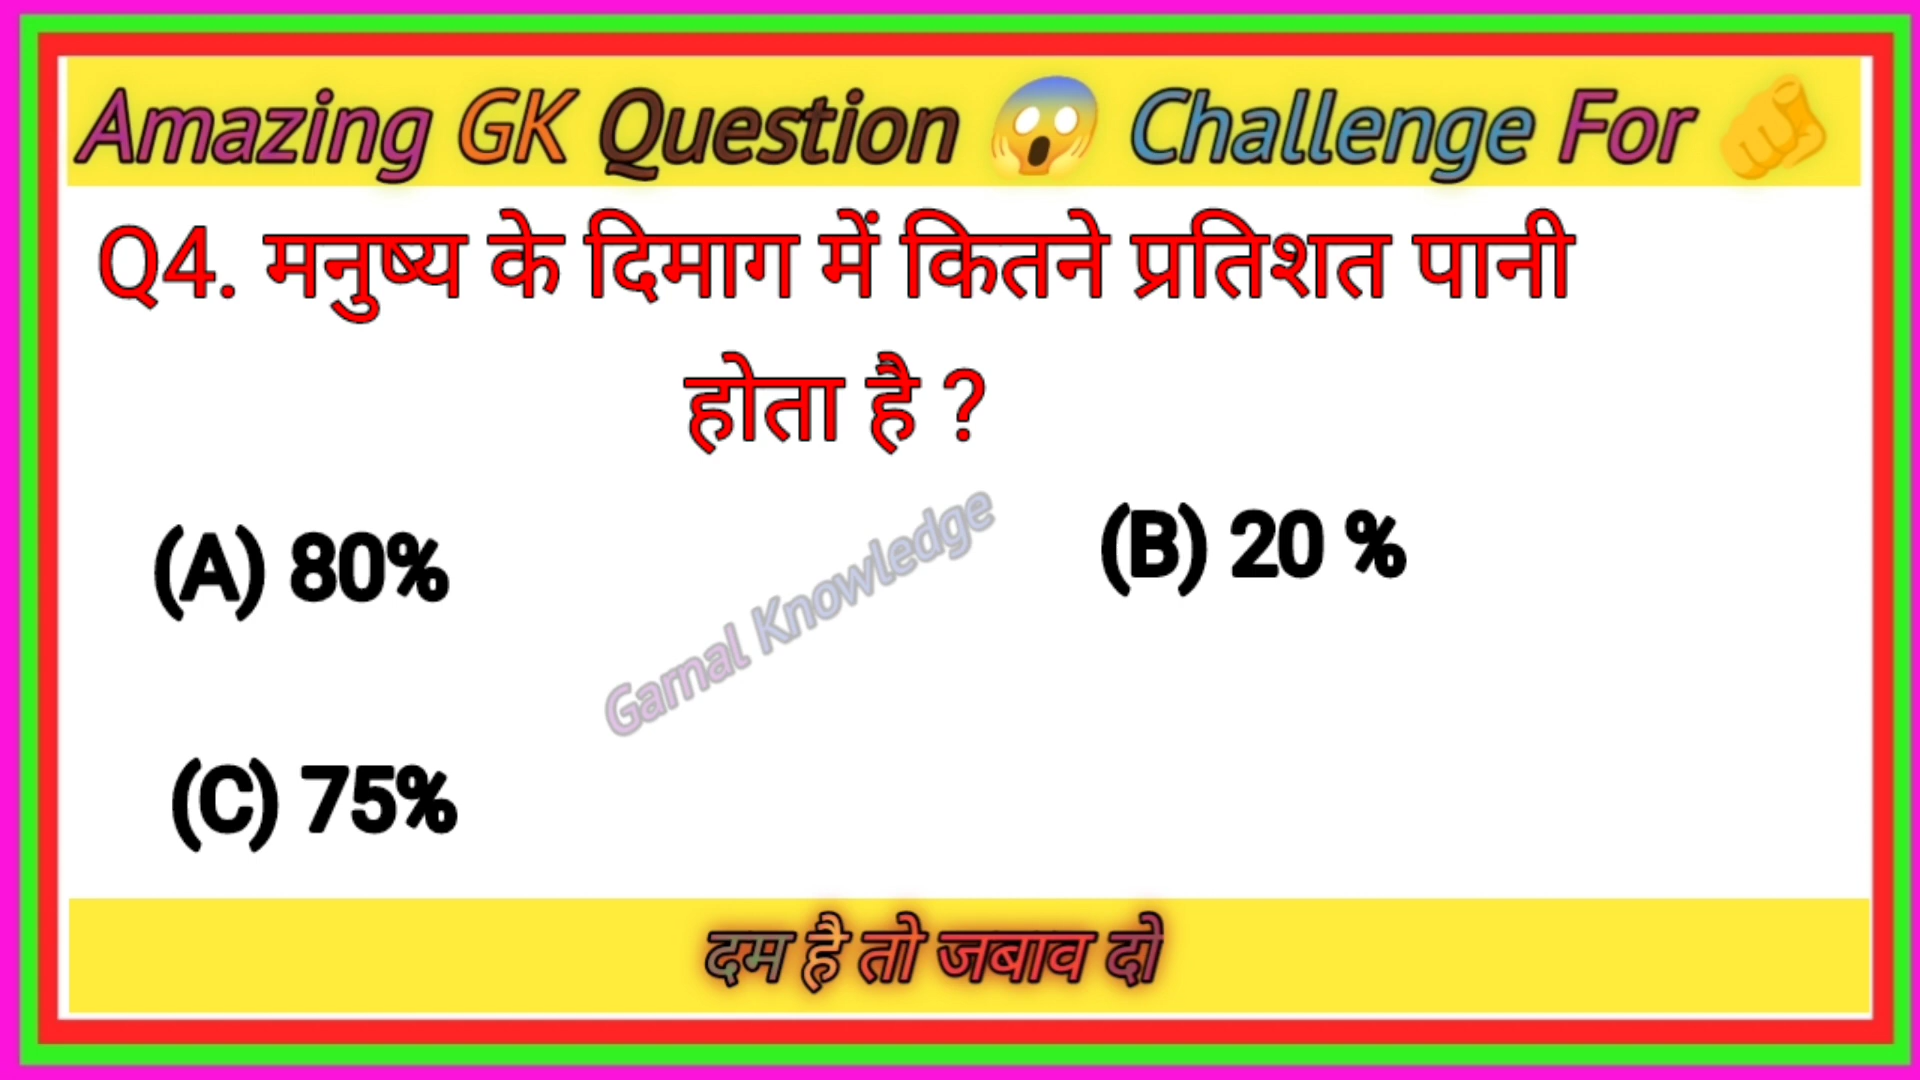 Amazing GK Question 😱 Challenge For 🫵
Q4. मनुष्य के दिमाग में कितने प्रतिशत पानी
होता है ?
(A) 80%
(B) 20 %
Garnal Knowledge
(C) 75%
दम है तो जबाव दो